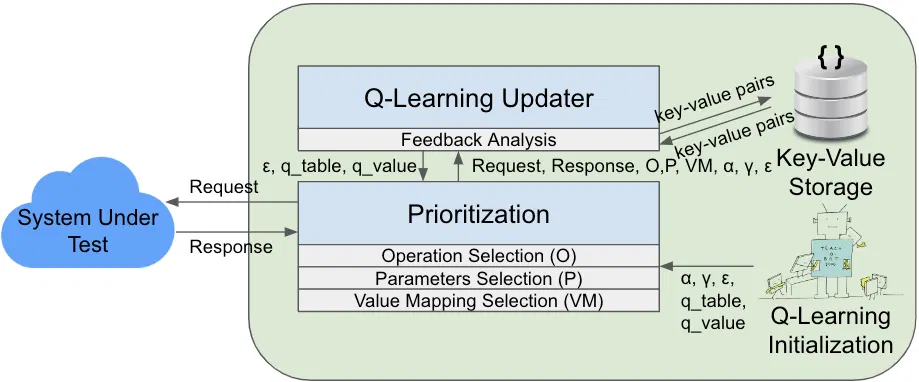 { }
Q-Learning Updater
Feedback Analysis
key-value pairs
key-value pairs
Key-Value
Storage
ε, q_table, q_value
Request, Response, O,P, VM, α, γ, ε
Request
System Under
Test
Response
Prioritization
Operation Selection (O)
Parameters Selection (P)
Value Mapping Selection (VM)
α, γ, ε,
q_table,
q_value
TEACH
Q-Learning
Initialization